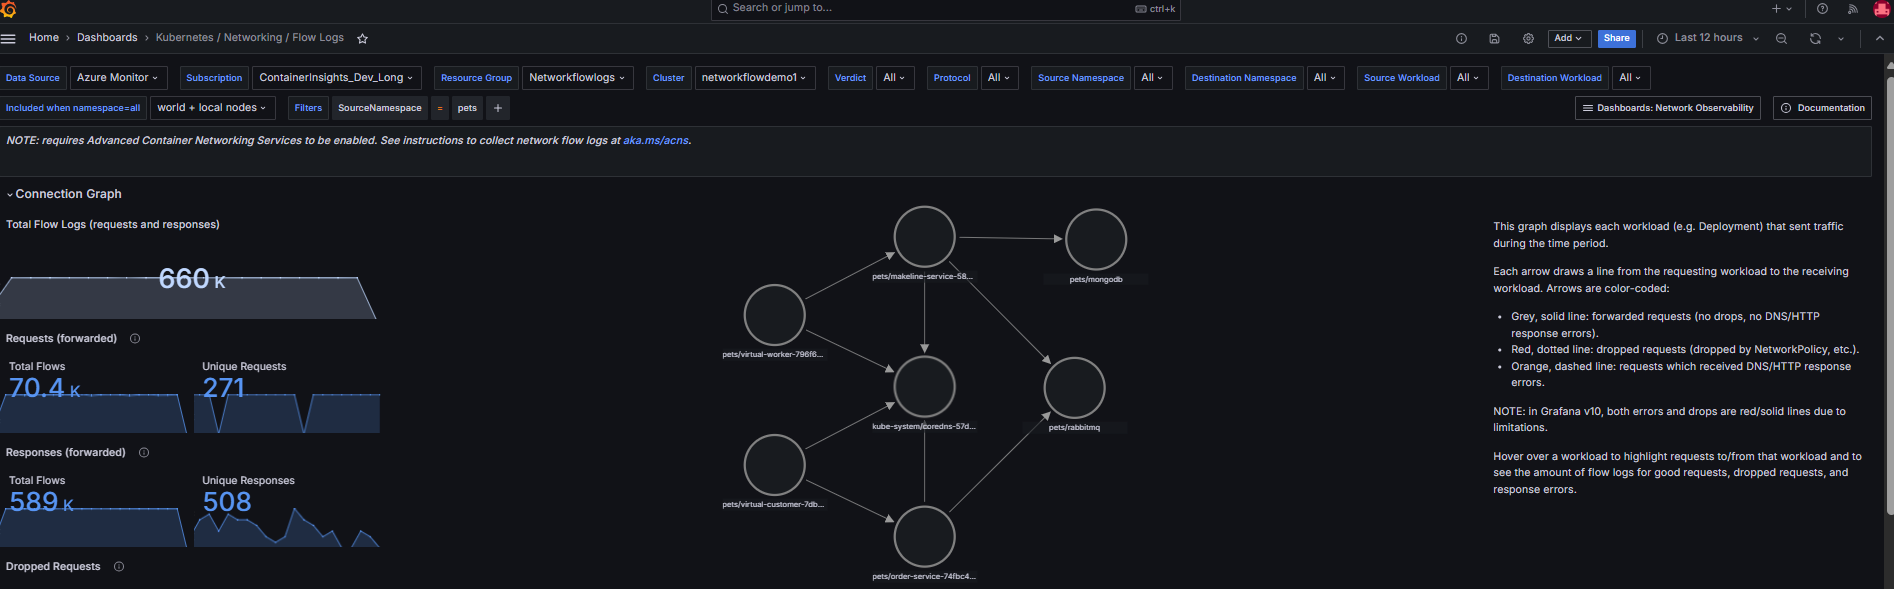 Search or jump to...
ctrl+k
Home › Dashboards › Kubernetes / Networking / Flow Logs
Add
Share
Last 12 hours
Data Source Azure Monitor Subscription ContainerInsights_Dev_Long Resource Group Networkflowlogs Cluster networkflowdemo1 Verdict All Protocol All Source Namespace All Destination Namespace All Source Workload All Destination Workload All
Included when namespace=all world + local nodes Filters SourceNamespace = pets +
Dashboards: Network Observability
Documentation
NOTE: requires Advanced Container Networking Services to be enabled. See instructions to collect network flow logs at aka.ms/acns.
Connection Graph
Total Flow Logs (requests and responses)
660 K
Requests (forwarded)
Total Flows
70.4 K
Unique Requests
271
Responses (forwarded)
Total Flows
589 K
Unique Responses
508
Dropped Requests
pets/makeline-service-58...
pets/mongodb
pets/virtual-worker-796f6...
kube-system/coredns-57d...
pets/rabbitmq
pets/virtual-customer-7db...
pets/order-service-74fbc4...
This graph displays each workload (e.g. Deployment) that sent traffic
during the time period.
Each arrow draws a line from the requesting workload to the receiving
workload. Arrows are color-coded:
• Grey, solid line: forwarded requests (no drops, no DNS/HTTP
response errors).
• Red, dotted line: dropped requests (dropped by NetworkPolicy, etc.).
• Orange, dashed line: requests which received DNS/HTTP response
errors.
NOTE: in Grafana v10, both errors and drops are red/solid lines due to
limitations.
Hover over a workload to highlight requests to/from that workload and to
see the amount of flow logs for good requests, dropped requests, and
response errors.